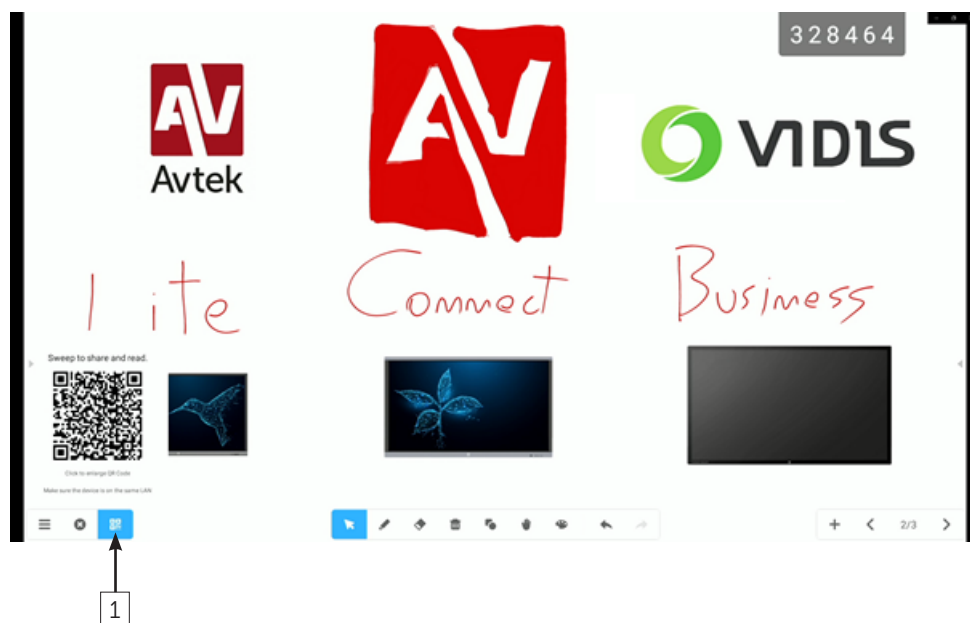 328464
AV
Avtek
AV
VIDIS
Lite
Connect
Business
Sweep to share and read.
Click to enlarge QR Code
Make sure the device is on the same LAN
2/3
1